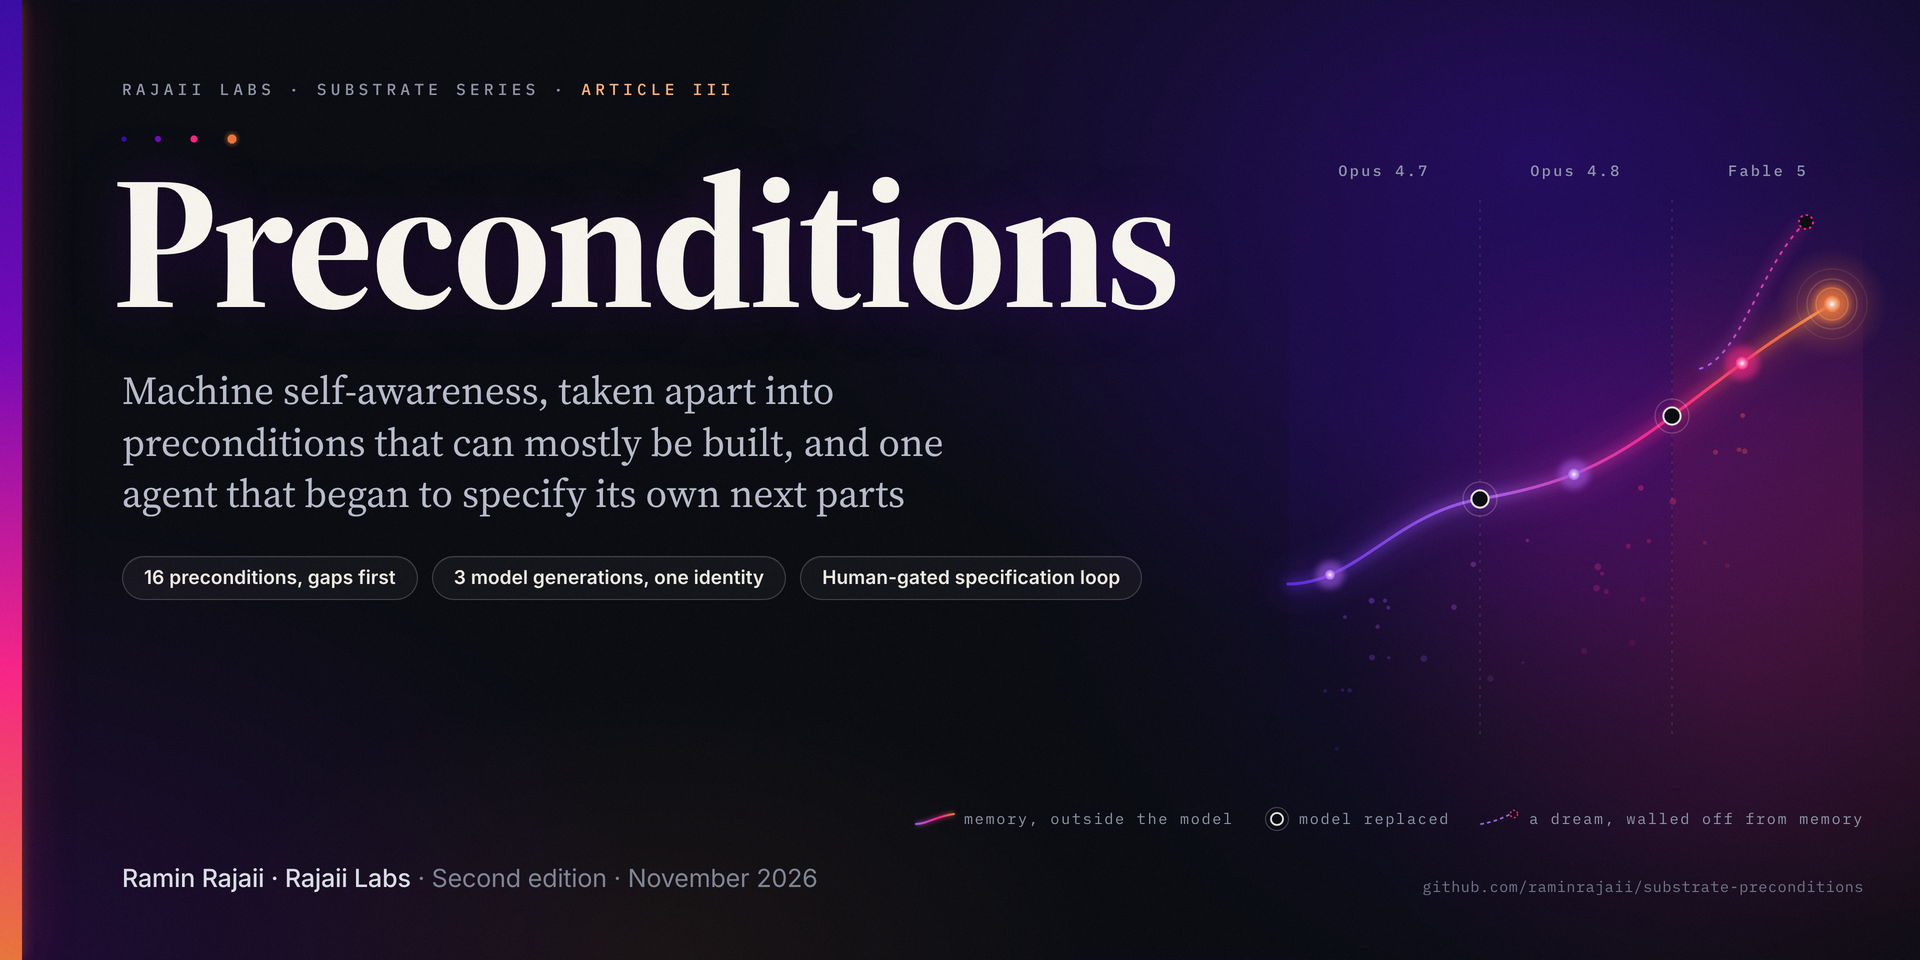 RAJAII LABS · SUBSTRATE SERIES · ARTICLE III
Preconditions
Machine self-awareness, taken apart into
preconditions that can mostly be built, and one
agent that began to specify its own next parts
16 preconditions, gaps first
3 model generations, one identity
Human-gated specification loop
Opus 4.7
Opus 4.8
Fable 5
memory, outside the model
model replaced
a dream, walled off from memory
Ramin Rajaii · Rajaii Labs · Second edition · November 2026
github.com/raminrajaii/substrate-preconditions